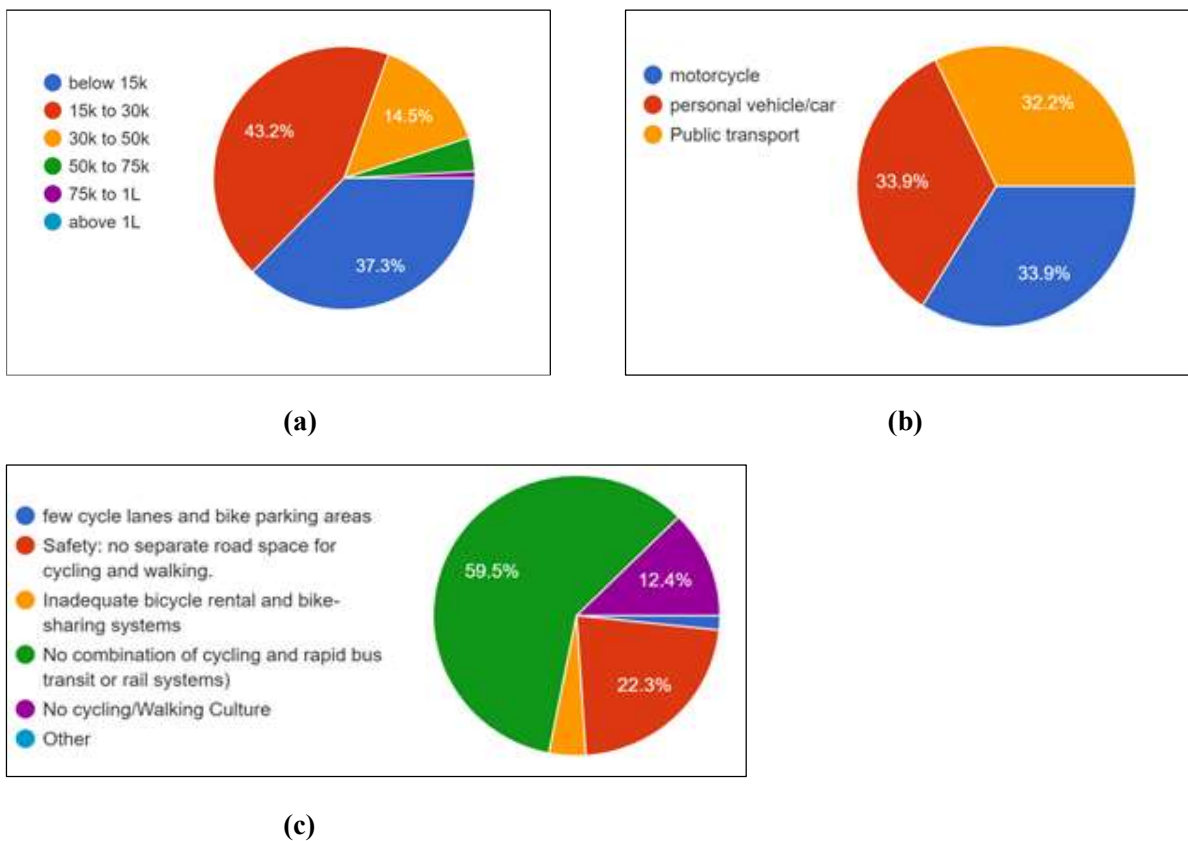 below 15k
15k to 30k
30k to 50k
50k to 75k
75k to 1L
above 1L
43.2%
14.5%
37.3%
(a)
motorcycle
personal vehicle/car
Public transport
32.2%
33.9%
33.9%
(b)
few cycle lanes and bike parking areas
Safety: no separate road space for
cycling and walking.
Inadequate bicycle rental and bike-
sharing systems
No combination of cycling and rapid bus
transit or rail systems)
No cycling/Walking Culture
Other
59.5%
12.4%
22.3%
(c)